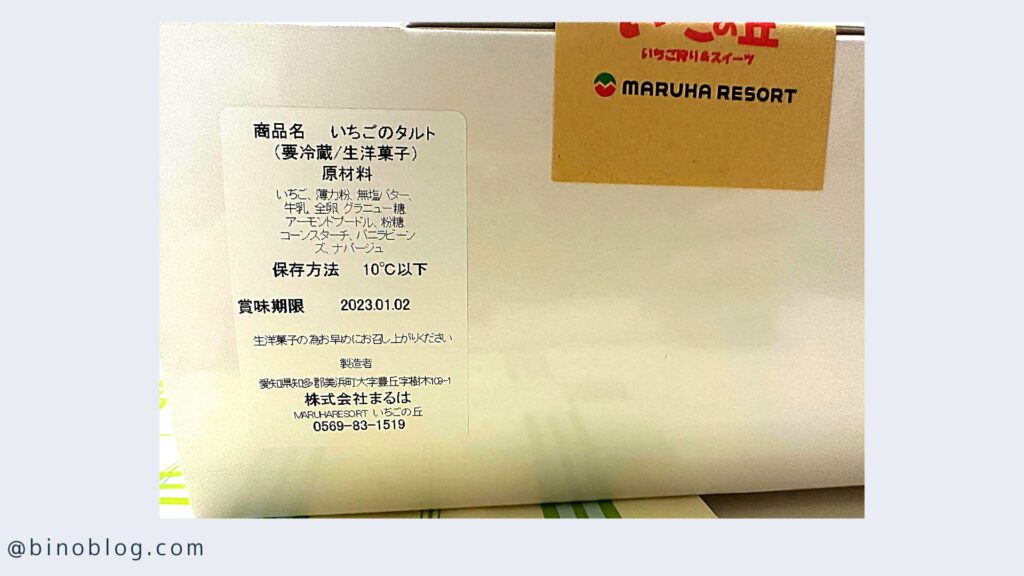 いちごの丘
いちご狩り&スイーツ
MARUHA RESORT
商品名 いちごのタルト
(要冷蔵/生洋菓子)
原材料
いちご、薄力粉、無塩バター、
牛乳、全卵、グラニュー糖、
アーモンドプードル、粉糖、
コーンスターチ、バニラビーン
ズ、ナパージュ
保存方法 10℃以下
賞味期限 2023.01.02
生洋菓子の為お早めにお召し上がりください
製造者
愛知県知多郡美浜町大字豊丘字樹木109-1
株式会社まるは
MARUHARESORT いちごの丘
0569-83-1519
@binoblog.com